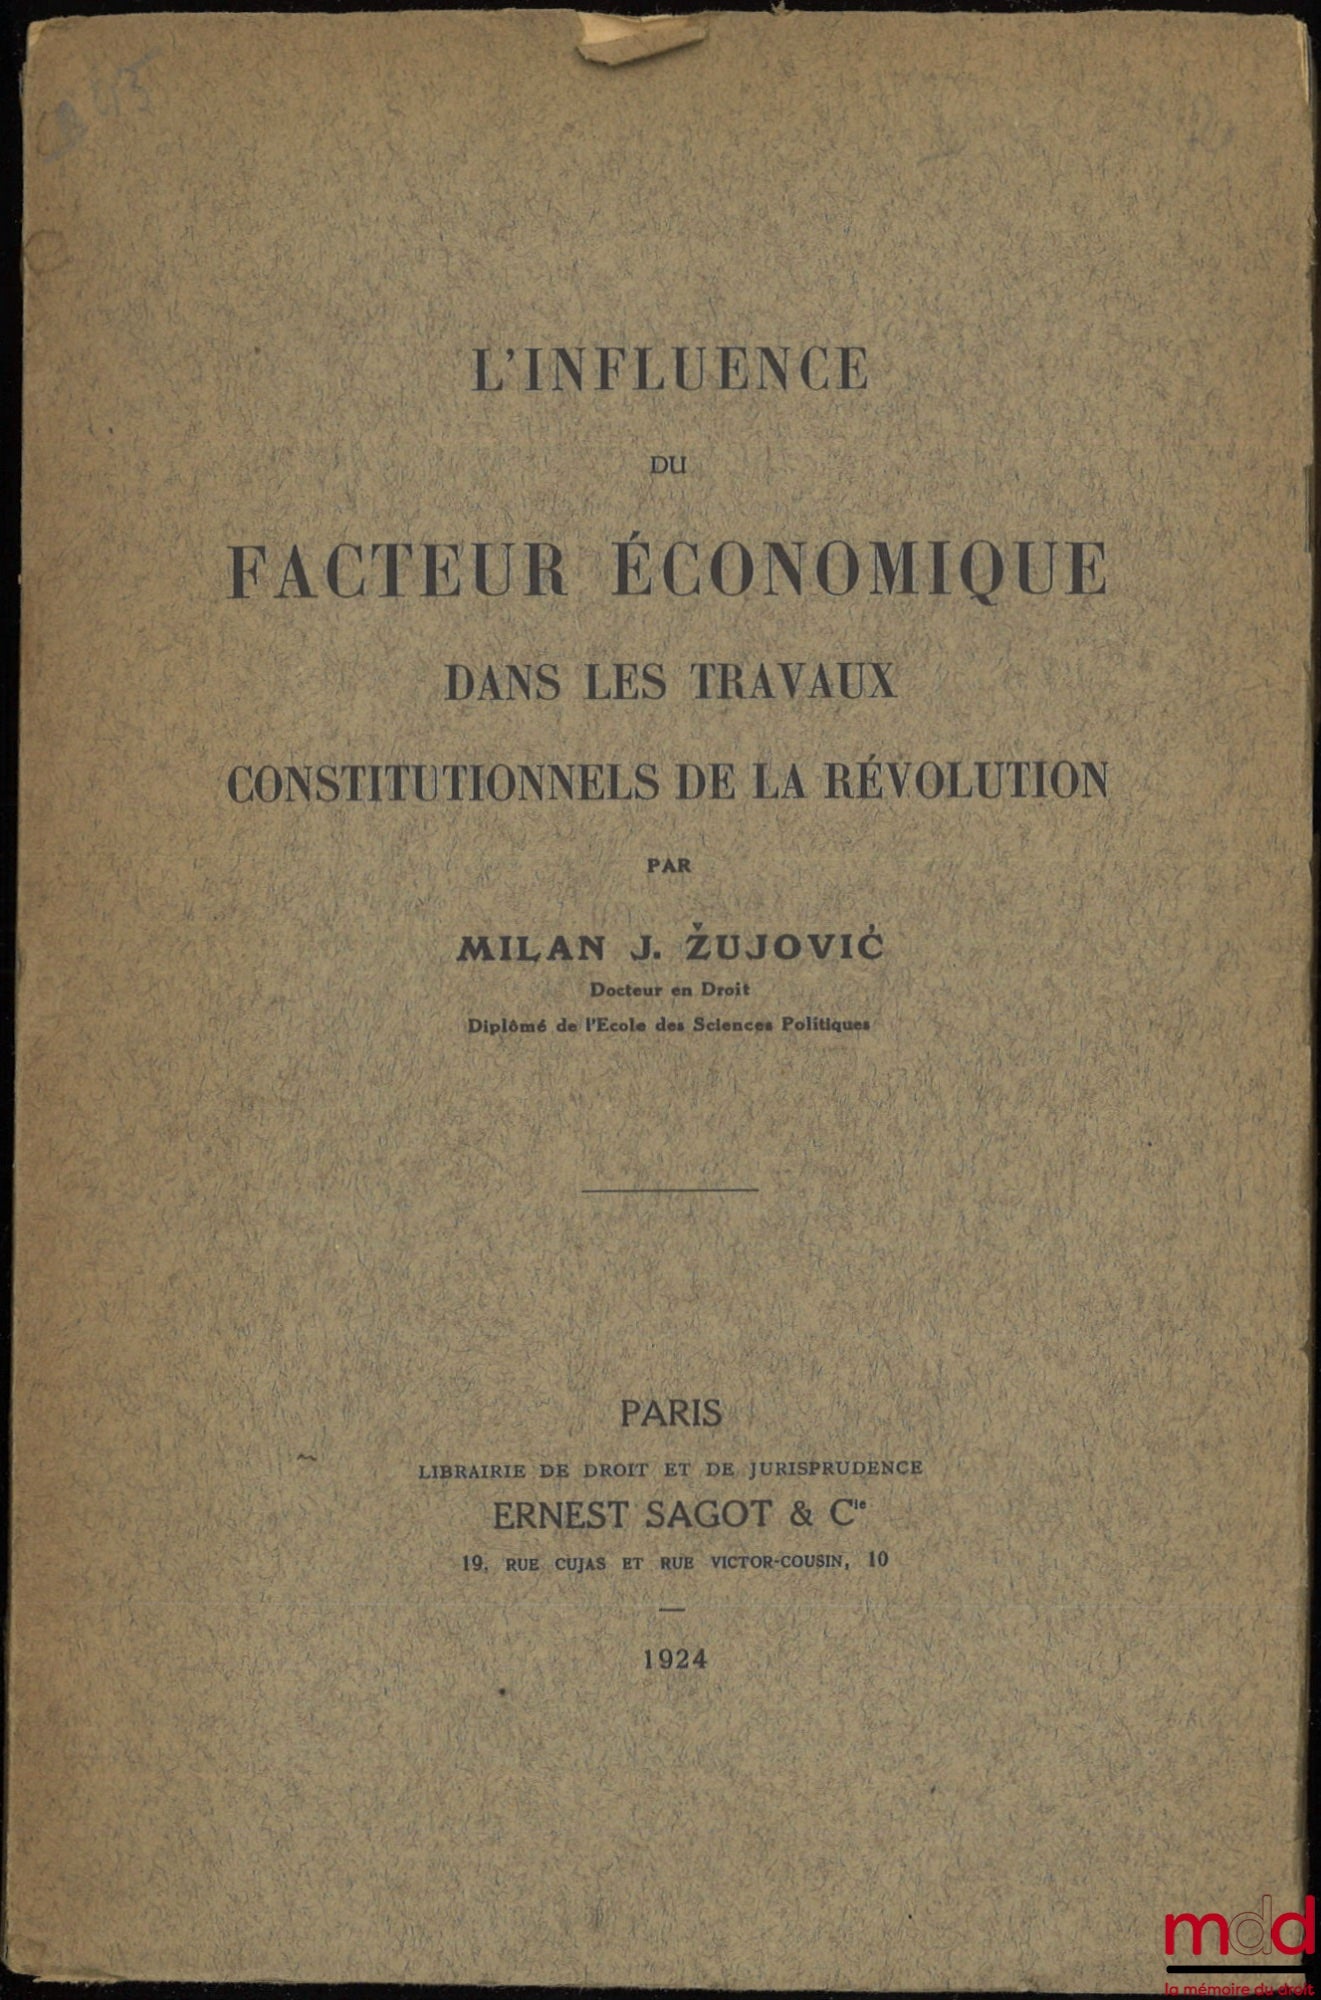 L'INFLUENCE
DU
FACTEUR ÉCONOMIQUE
DANS LES TRAVAUX
CONSTITUTIONNELS DE LA RÉVOLUTION
PAR
MILAN J. ŽUJOVIĆ
Docteur en Droit
Diplômé de l'Ecole des Sciences Politiques
PARIS
LIBRAIRIE DE DROIT ET DE JURISPRUDENCE
ERNEST SAGOT & Cie
19, RUE CUJAS ET RUE VICTOR-COUSIN, 10
1924
mdd
la mémoire du droit